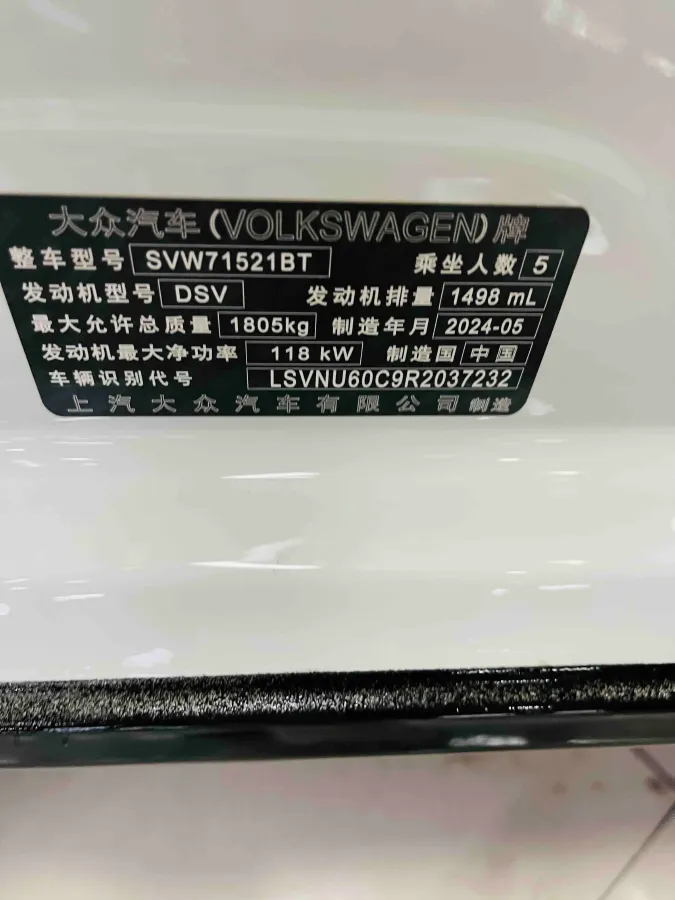 大众汽车(VOLKSWAGEN)牌
整车型号 SVW71521BT 乘坐人数 5
发动机型号 DSV 发动机排量 1498 mL
最大允许总质量 1805kg 制造年月 2024-05
发动机最大净功率 118 kW 制造国 中国
车辆识别代号 LSVNU60C9R2037232
上汽大众汽车有限公司 制造